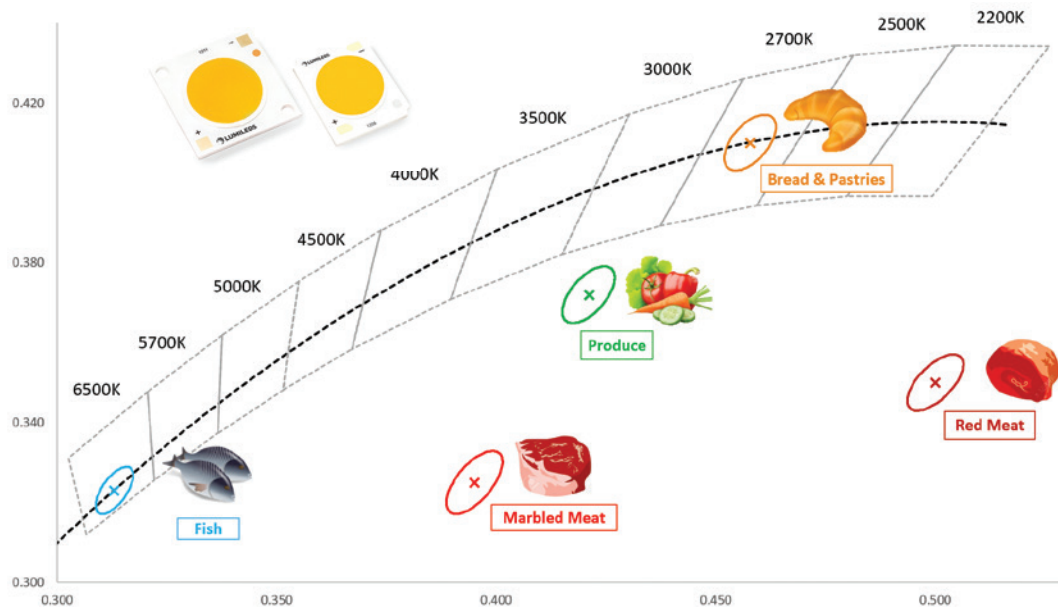 2200K
2500K
2700K
3000K
3500K
4000K
4500K
5000K
5700K
6500K
LUMILEDS
LUMILEDS
0.420
0.380
0.340
0.300
Bread & Pastries
Produce
Red Meat
Marbled Meat
Fish
0.300
0.350
0.400
0.450
0.500